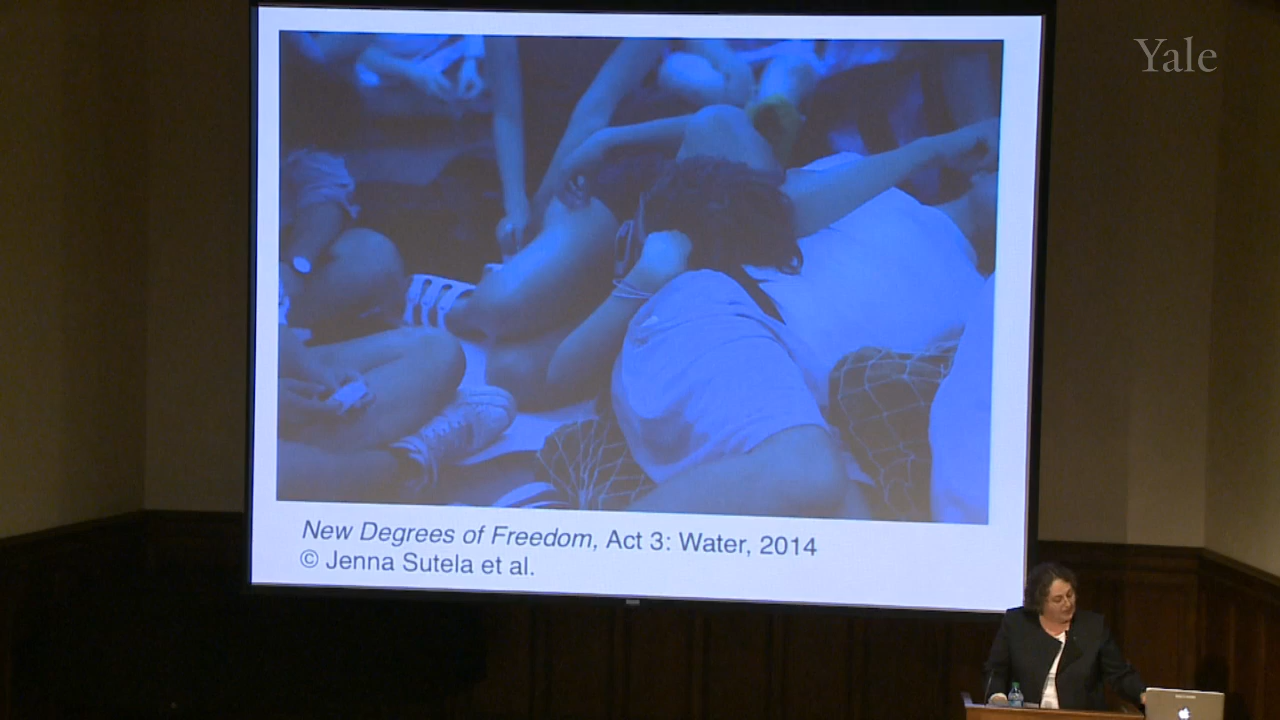 Yale
New Degrees of Freedom, Act 3: Water, 2014
© Jenna Sutela et al.